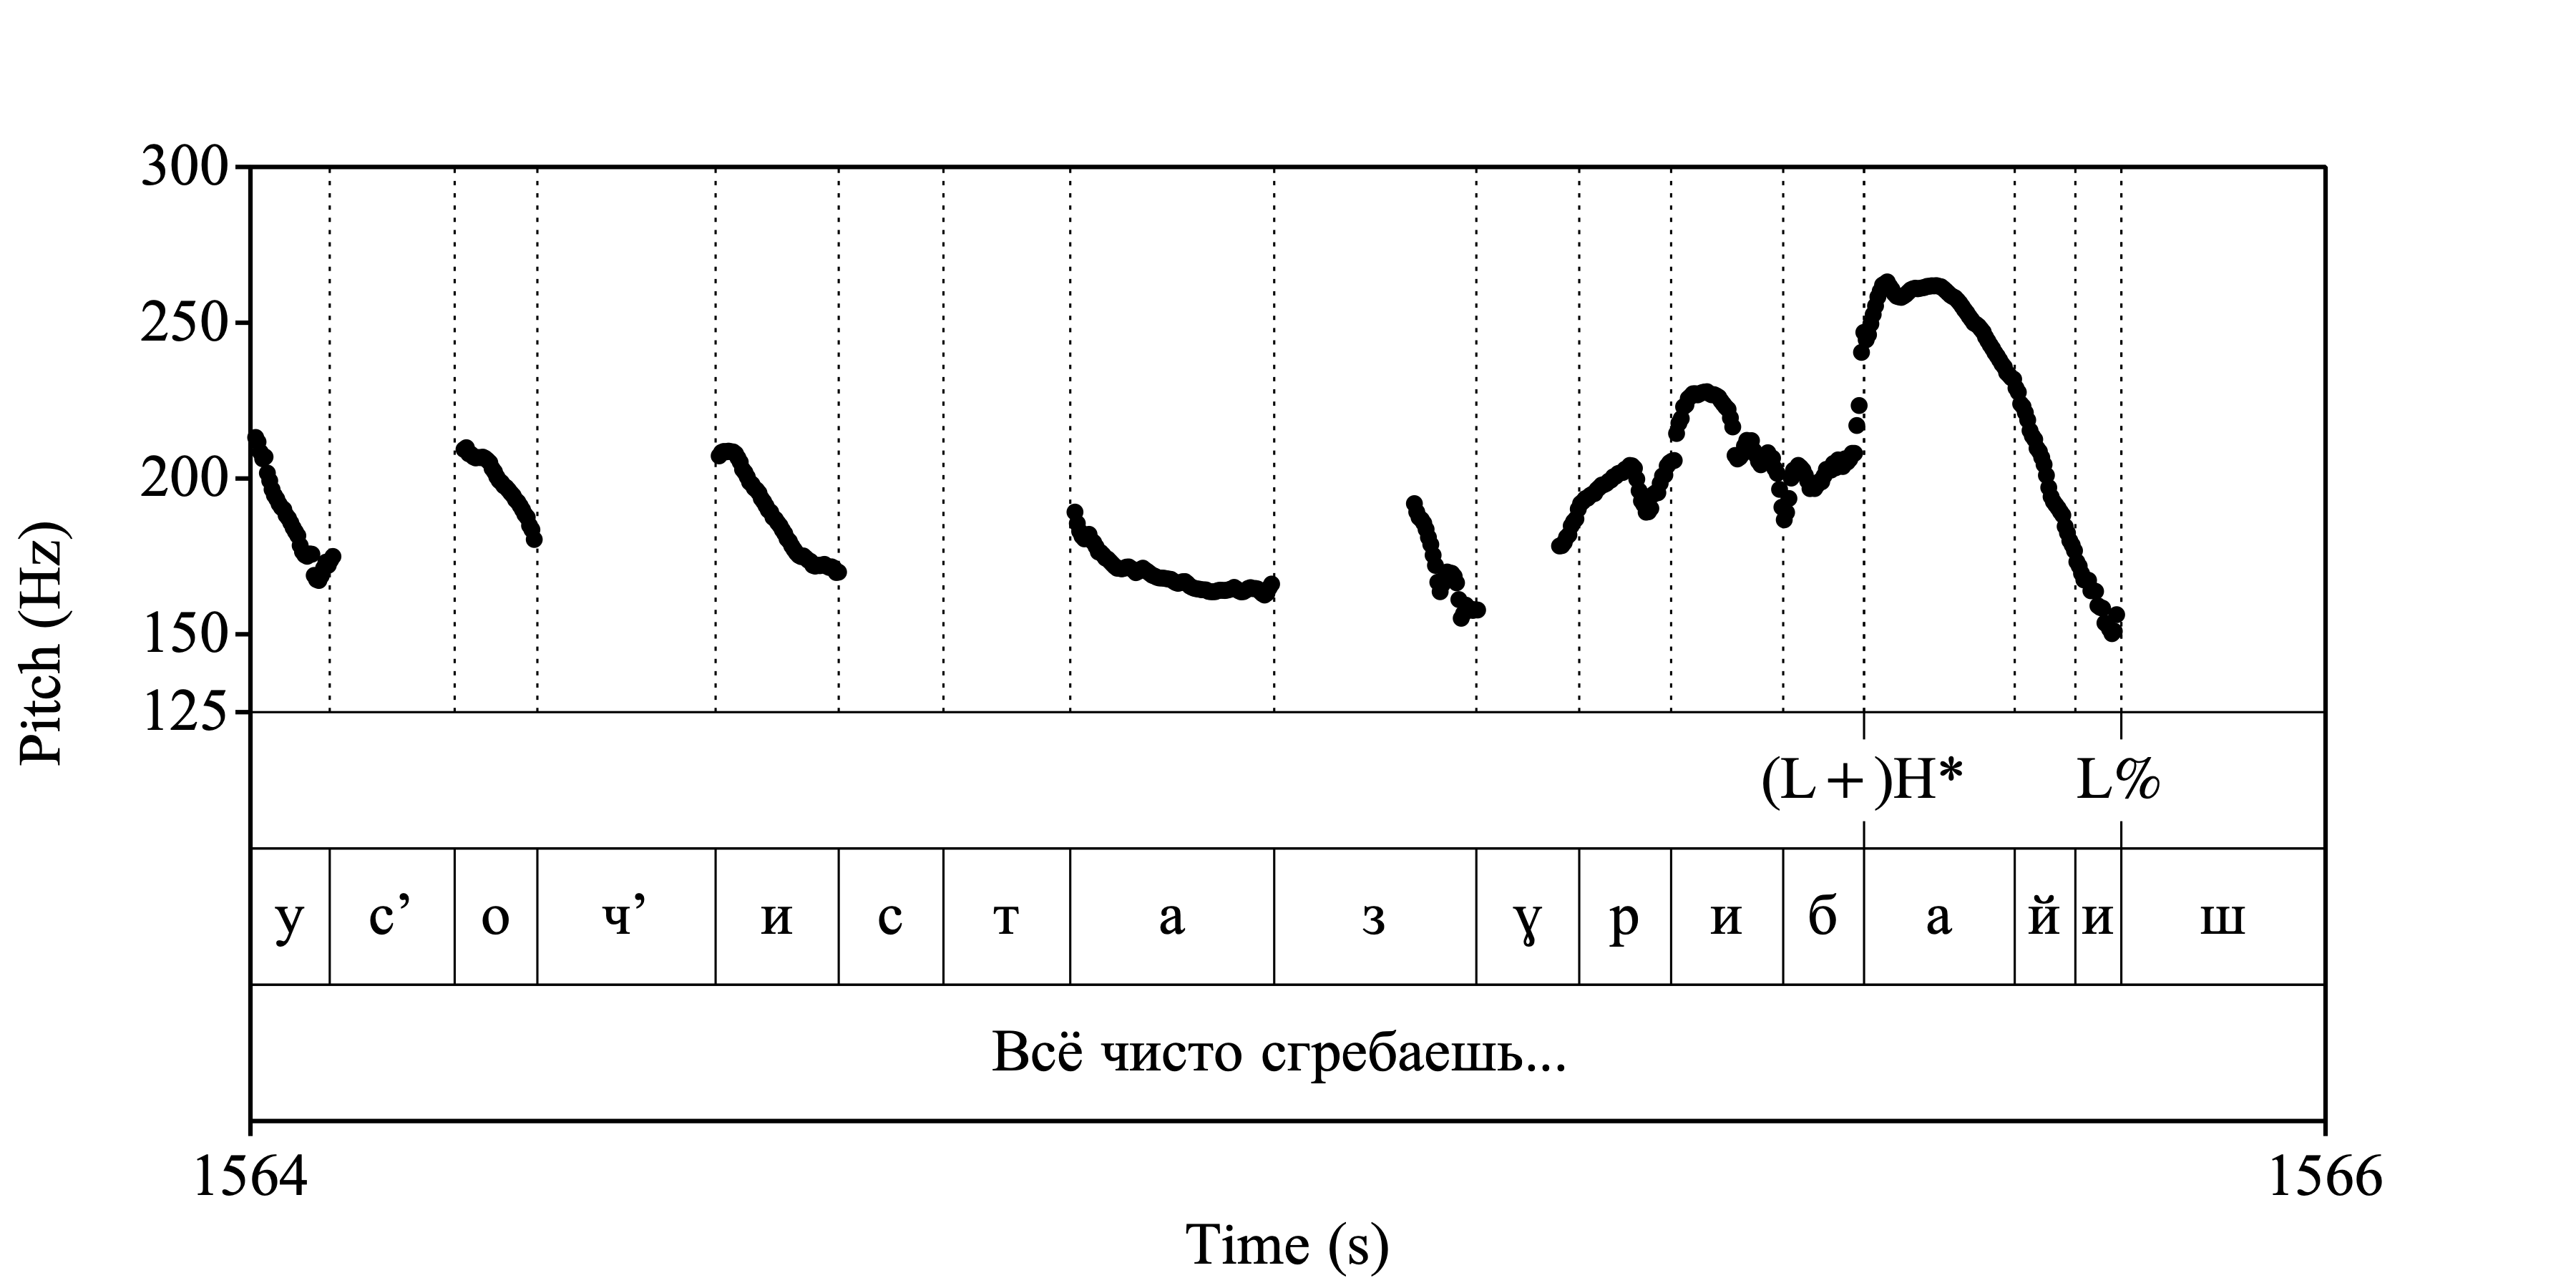 300
250
200
150
125
Pitch (Hz)
(L+)H* L%
у с’ о ч’ и с т а з ɣ р и б а й и ш
Всё чисто сгребаешь...
1564 1566
Time (s)